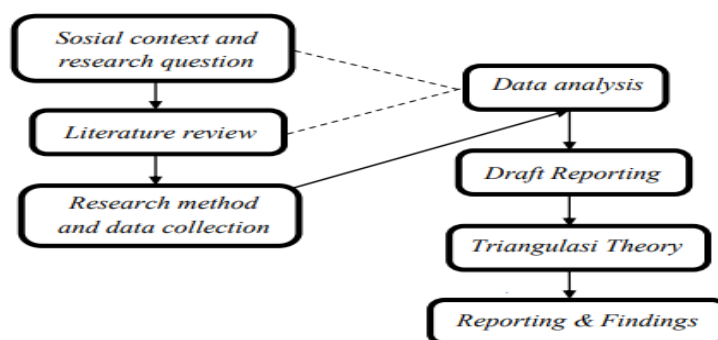 Sosial context and
research question
Literature review
Research method
and data collection
Data analysis
Draft Reporting
Triangulasi Theory
Reporting & Findings